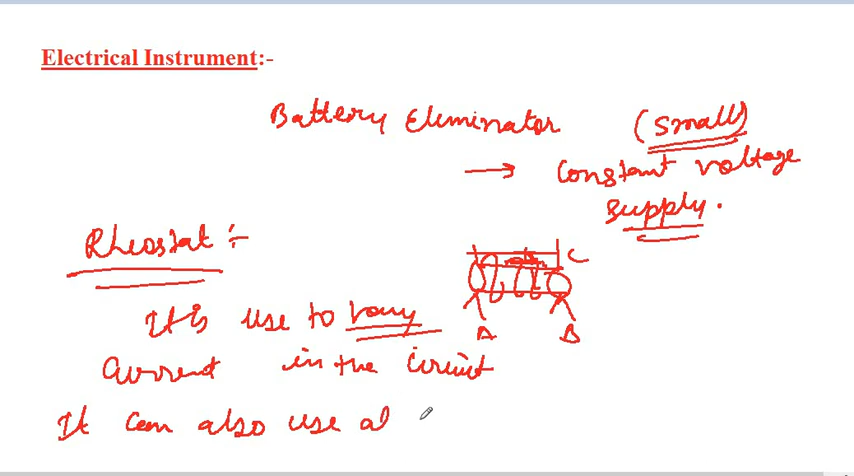 Electrical Instrument:-
Battery Eliminator (small)
→ Constant voltage
supply.
Rheostat :-
C
It is use to vary
A B
Current in the circuit
It can also use al